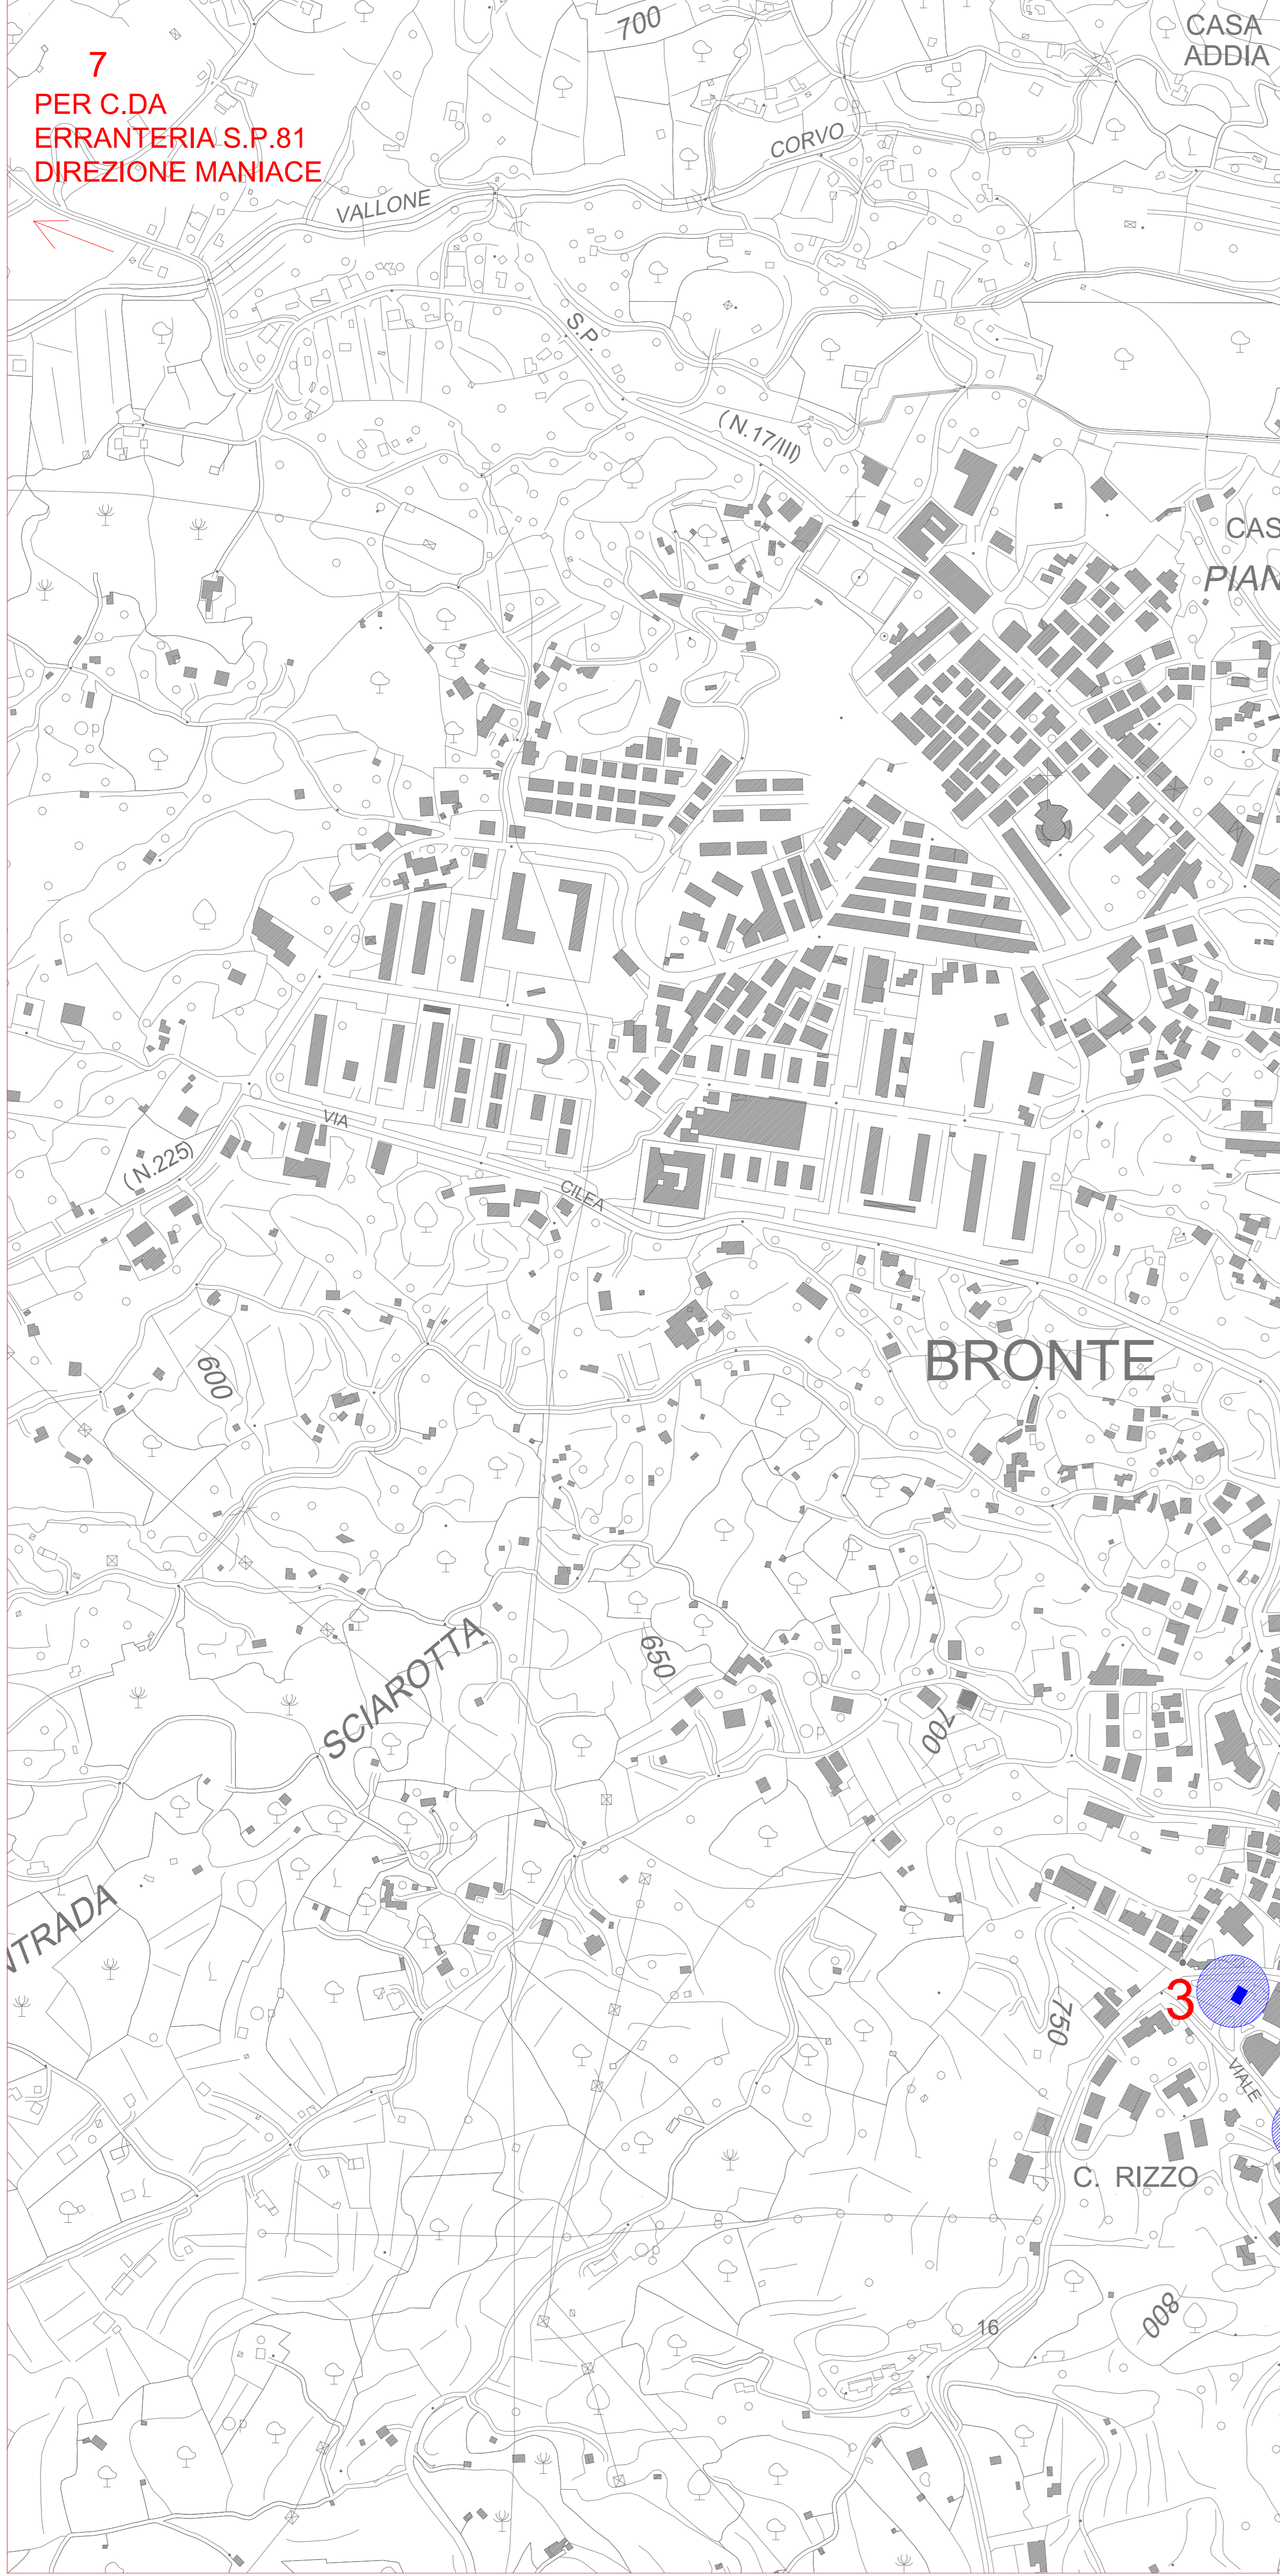 700
CASA
ADDIA
7
PER C.DA
ERRANTERIA S.P.81
DIREZIONE MANIACE
CORVO
VALLONE
S.P.
(N.17/III)
CAS
PIAN
p
p
p
VIA
(N.225)
CILEA
BRONTE
600
650
SCIAROTTA
p
p
700
NTRADA
3
750
VIALE
p
C. RIZZO
p
800
16
p